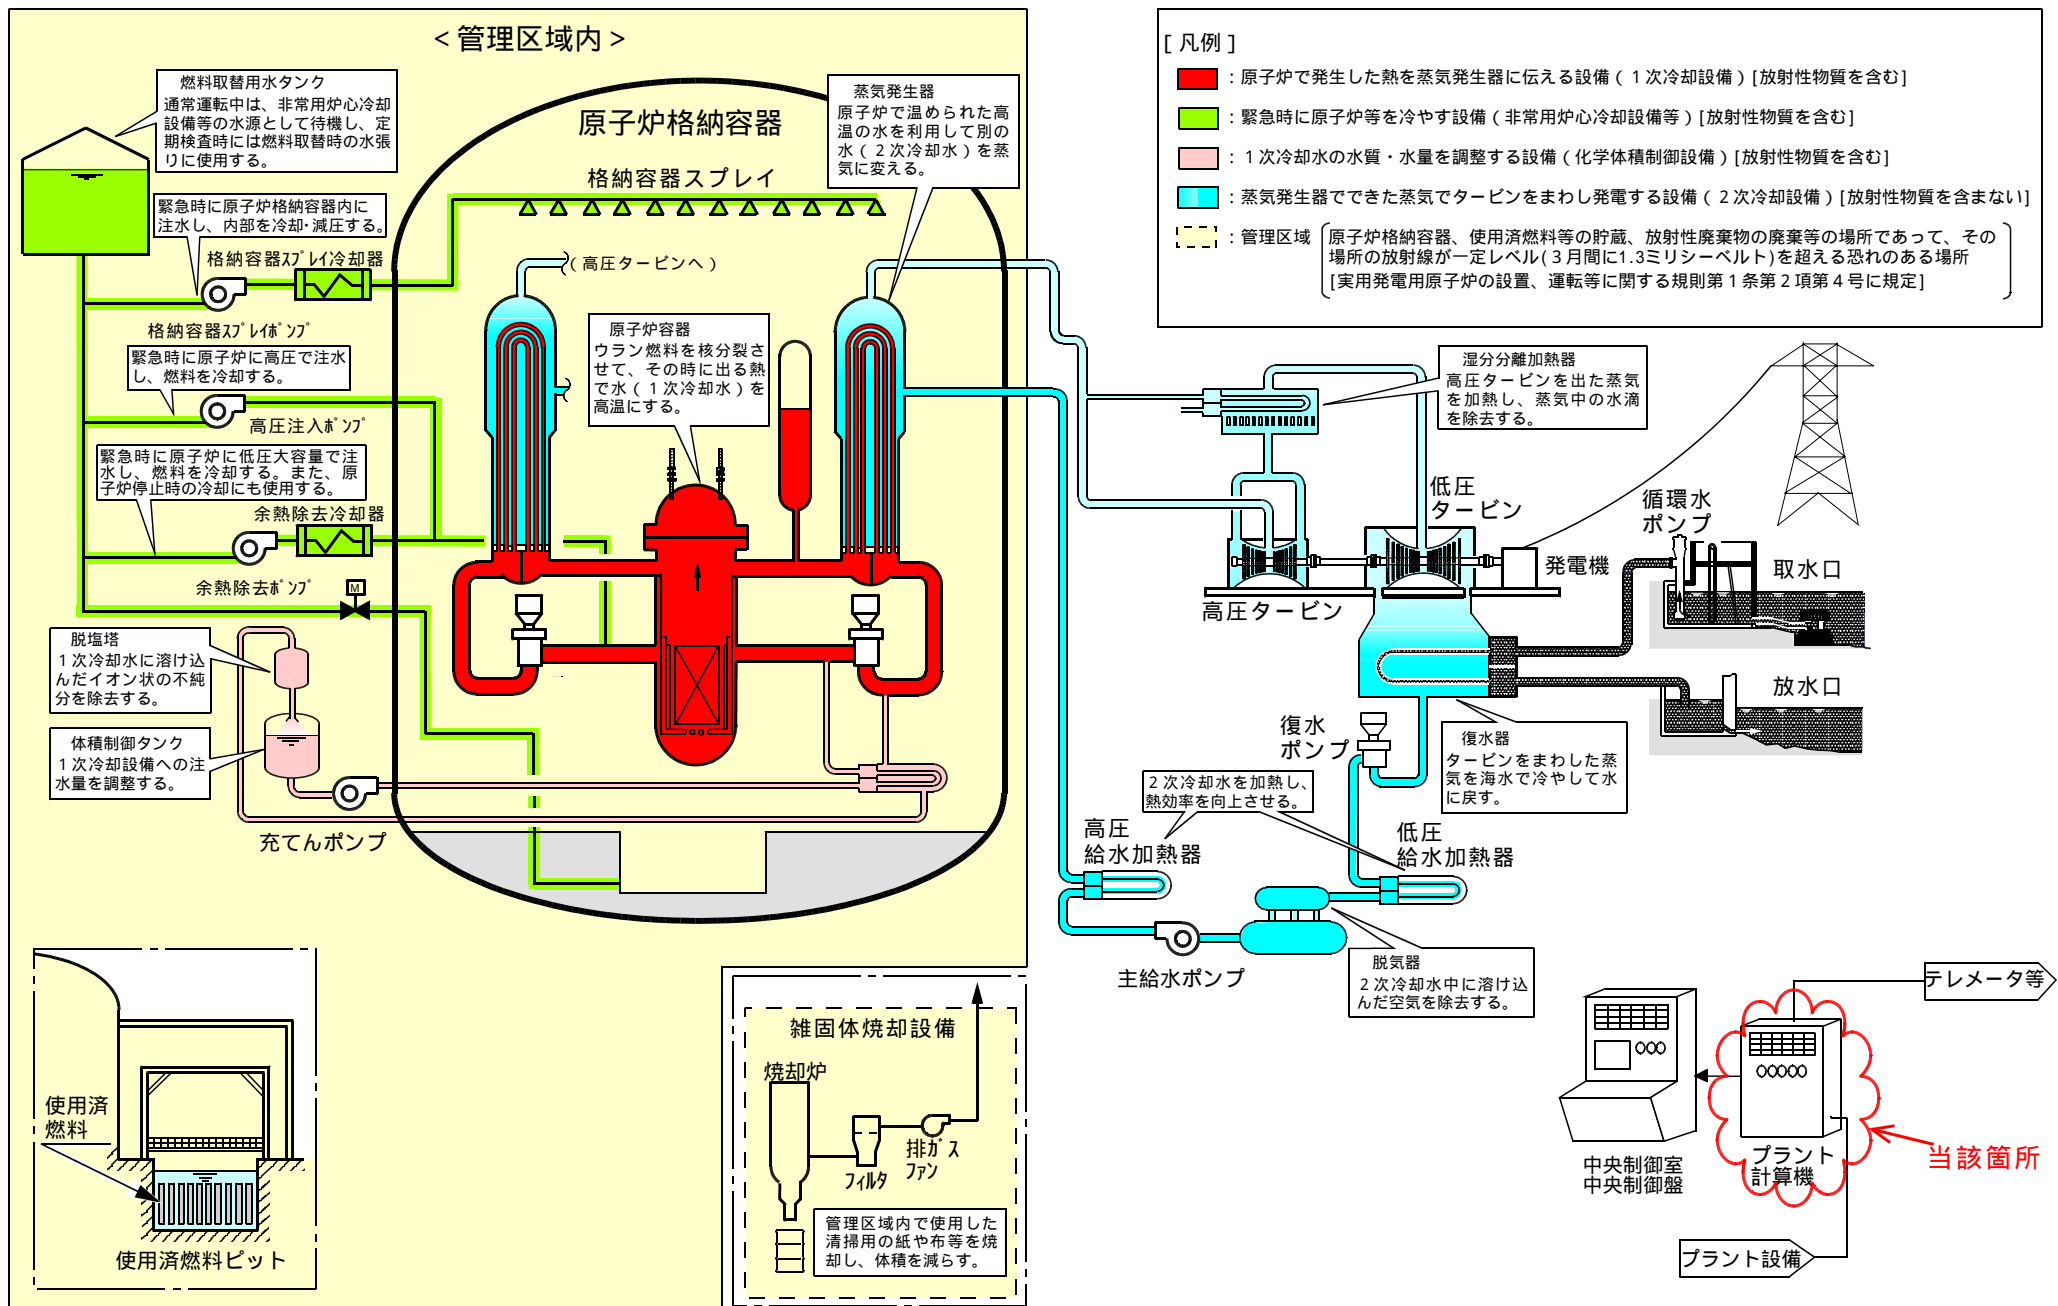 ＜管理区域内＞
燃料取替用水タンク
通常運転中は、非常用炉心冷却
設備等の水源として待機し、定
期検査時には燃料取替時の水張
りに使用する。
原子炉格納容器
蒸気発生器
原子炉で温められた高
温の水を利用して別の
水（２次冷却水）を蒸
気に変える。
格納容器スプレイ
緊急時に原子炉格納容器内に
注水し、内部を冷却・減圧する。
格納容器ｽﾌﾟﾚｲ冷却器
（高圧タービンへ）
格納容器ｽﾌﾟﾚｲﾎﾟﾝﾌﾟ
原子炉容器
ウラン燃料を核分裂さ
せて、その時に出る熱
で水（１次冷却水）を
高温にする。
緊急時に原子炉に高圧で注水
し、燃料を冷却する。
高圧注入ﾎﾟﾝﾌﾟ
緊急時に原子炉に低圧大容量で注
水し、燃料を冷却する。また、原
子炉停止時の冷却にも使用する。
余熱除去冷却器
余熱除去ﾎﾟﾝﾌﾟ
M
脱塩塔
１次冷却水に溶け込
んだイオン状の不純
分を除去する。
体積制御タンク
１次冷却設備への注
水量を調整する。
充てんポンプ
[ 凡例 ]
：原子炉で発生した熱を蒸気発生器に伝える設備（１次冷却設備）[放射性物質を含む]
：緊急時に原子炉等を冷やす設備（非常用炉心冷却設備等）[放射性物質を含む]
：１次冷却水の水質・水量を調整する設備（化学体積制御設備）[放射性物質を含む]
：蒸気発生器でできた蒸気でタービンをまわし発電する設備（２次冷却設備）[放射性物質を含まない]
：管理区域
原子炉格納容器、使用済燃料等の貯蔵、放射性廃棄物の廃棄等の場所であって、その
場所の放射線が一定レベル(３月間に1.3ミリシーベルト)を超える恐れのある場所
[実用発電用原子炉の設置、運転等に関する規則第１条第２項第４号に規定]
湿分分離加熱器
高圧タービンを出た蒸気
を加熱し、蒸気中の水滴
を除去する。
低圧
タービン
循環水
ポンプ
発電機
取水口
高圧タービン
放水口
復水
ポンプ
復水器
タービンをまわした蒸
気を海水で冷やして水
に戻す。
２次冷却水を加熱し、
熱効率を向上させる。
高圧
給水加熱器
低圧
給水加熱器
主給水ポンプ
脱気器
２次冷却水中に溶け込
んだ空気を除去する。
使用済
燃料
使用済燃料ピット
雑固体焼却設備
焼却炉
フィﾙﾀ
排ｶﾞｽ
ﾌｧﾝ
管理区域内で使用した
清掃用の紙や布等を焼
却し、体積を減らす。
テレメータ等
中央制御室
中央制御盤
プラント
計算機
当該箇所
プラント設備